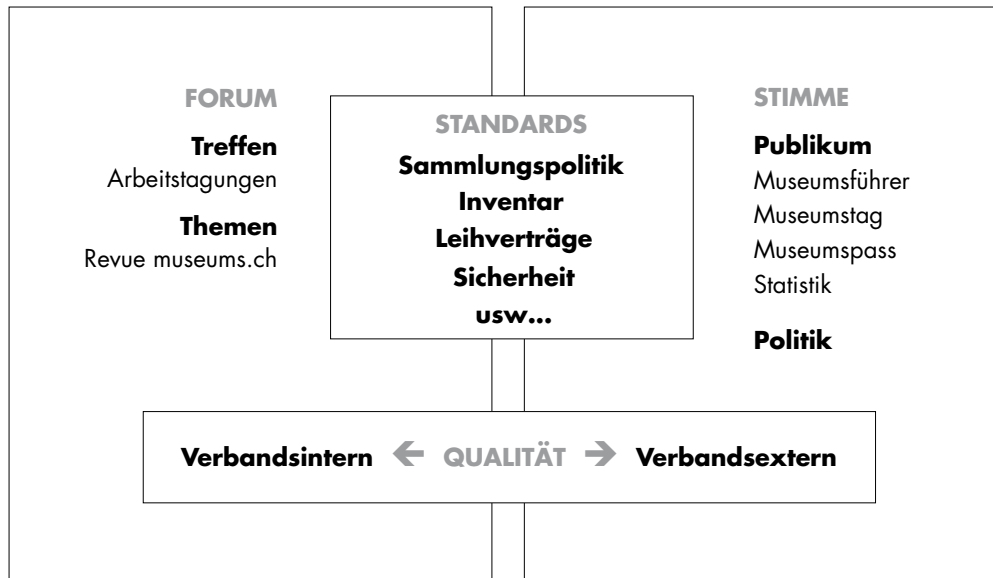 FORUM
Treffen
Arbeitstagungen
Themen
Revue museums.ch
STANDARDS
Sammlungspolitik
Inventar
Leihverträge
Sicherheit
usw...
STIMME
Publikum
Museumsführer
Museumstag
Museumspass
Statistik
Politik
Verbandsintern ← QUALITÄT → Verbandsextern